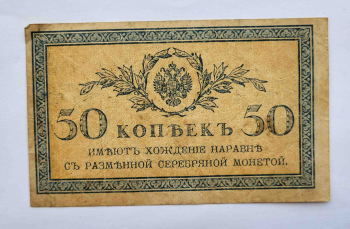 50 КОПѢЕКЪ 50
ИМѢЮТЪ ХОЖДЕНІЕ НАРАВНѢ
СЪ РАЗМѢННОЙ СЕРЕБРЯНОЙ МОНЕТОЙ.